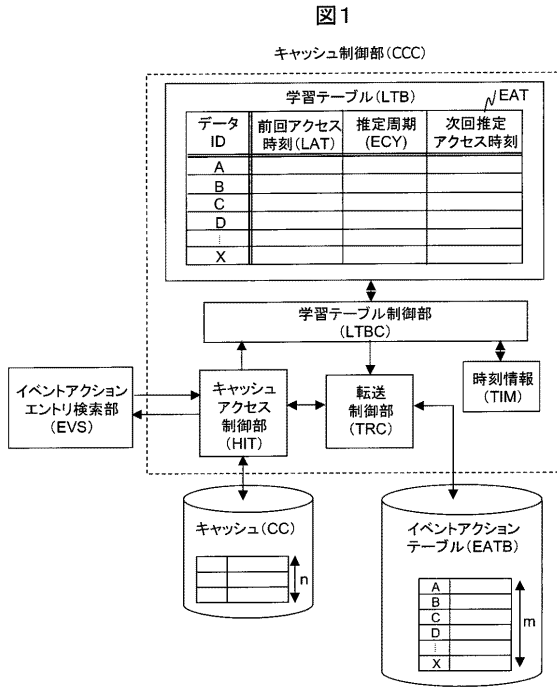 図1
キャッシュ制御部(CCC)
学習テーブル(LTB)
EAT
データ
ID
前回アクセス
時刻(LAT)
推定周期
(ECY)
次回推定
アクセス時刻
A
B
C
D
⋮
X
学習テーブル制御部
(LTBC)
イベントアクション
エントリ検索部
(EVS)
キャッシュ
アクセス
制御部
(HIT)
転送
制御部
(TRC)
時刻情報
(TIM)
キャッシュ(CC)
n
イベントアクション
テーブル(EATB)
A
B
C
D
⋮
X
m